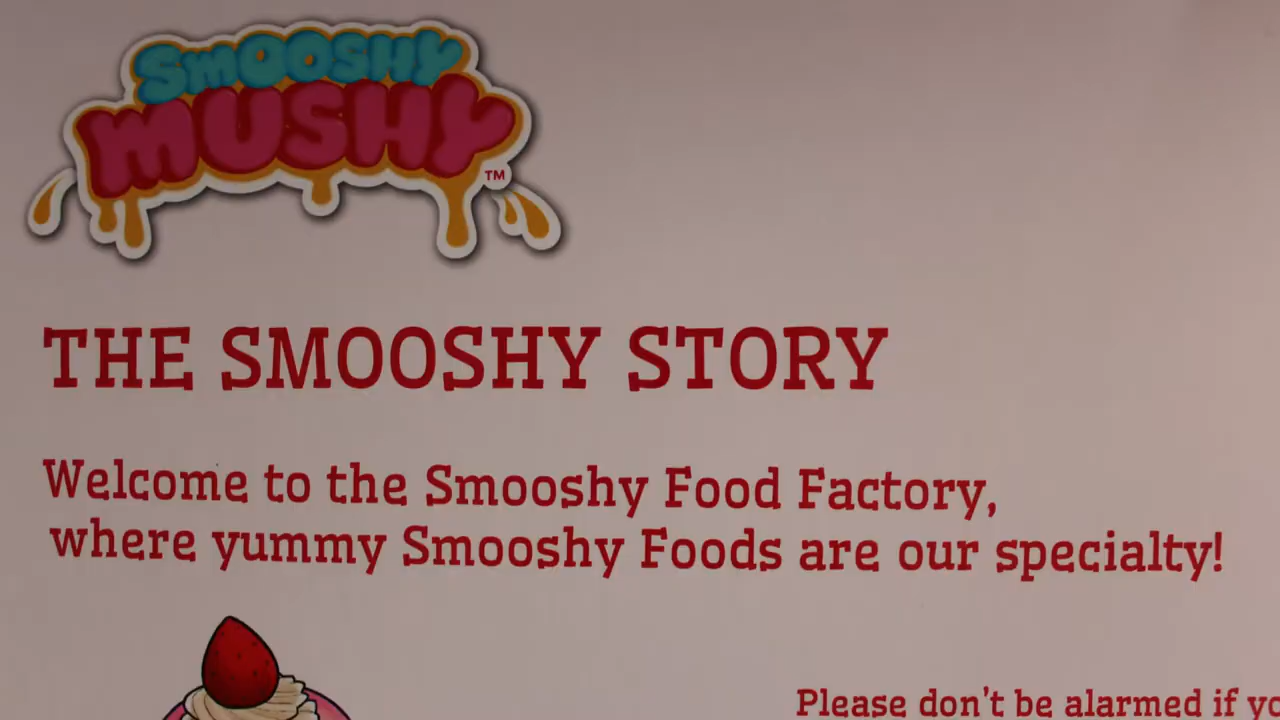 SMOOSHY
MUSHY
TM
THE SMOOSHY STORY
Welcome to the Smooshy Food Factory,
where yummy Smooshy Foods are our specialty!
Please don't be alarmed if